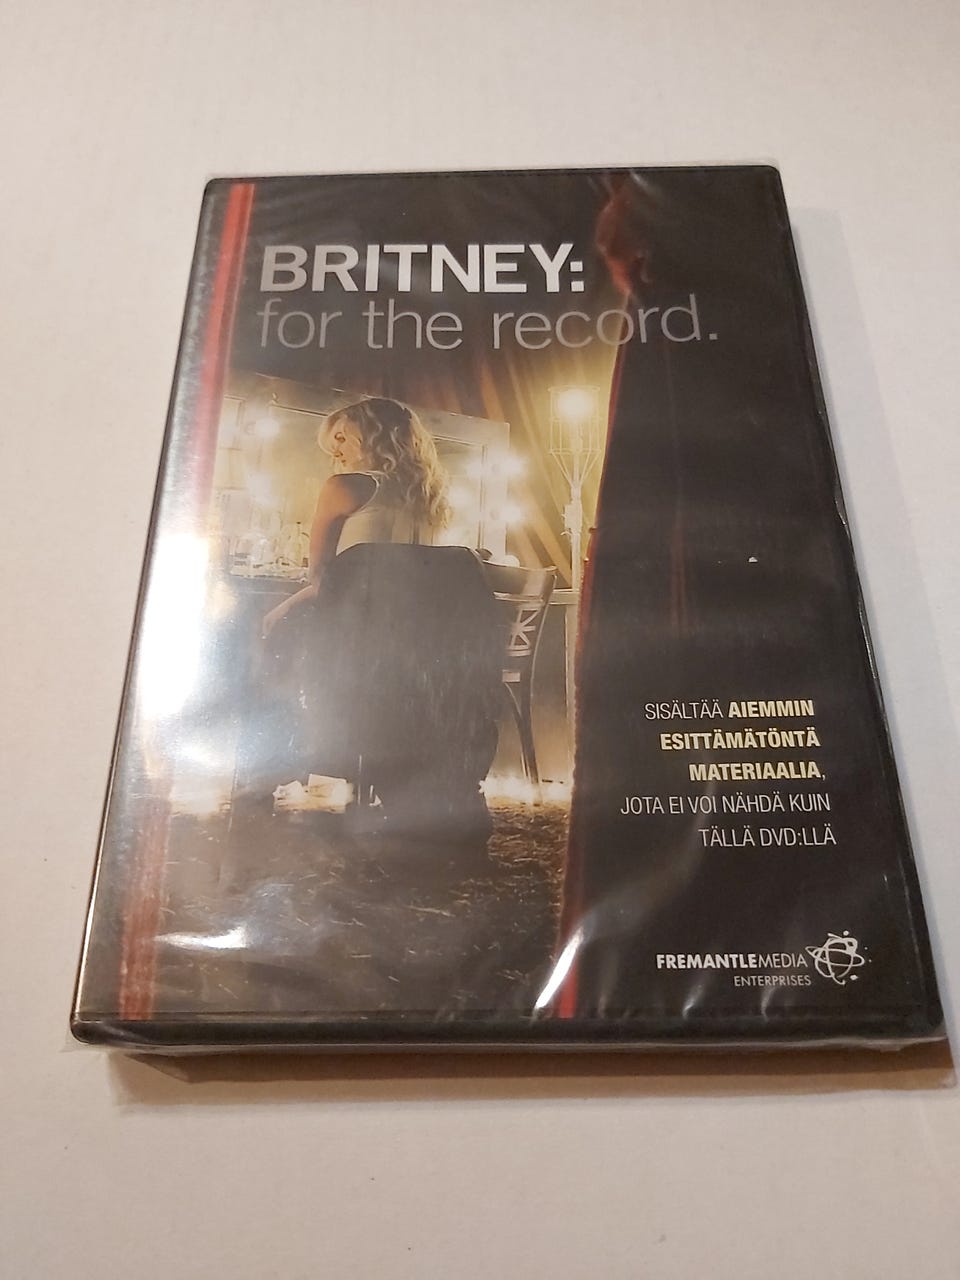 BRITNEY:
for the record.
SISÄLTÄÄ AIEMMIN
ESITTÄMÄTÖNTÄ
MATERIAALIA,
JOTA EI VOI NÄHDÄ KUIN
TÄLLÄ DVD:LLÄ
FREMANTLEMEDIA
ENTERPRISES